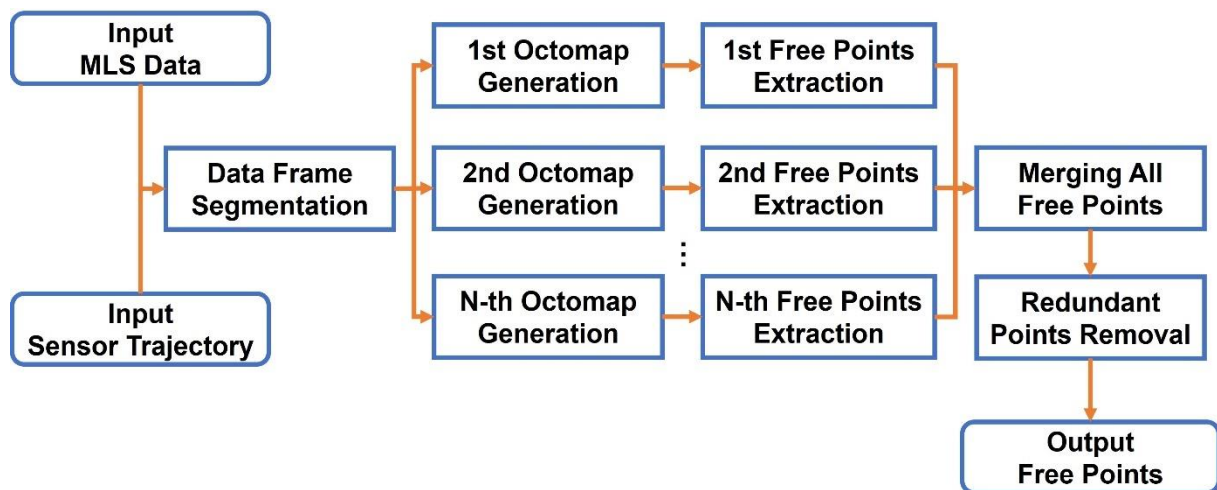 Input
MLS Data
Data Frame
Segmentation
Input
Sensor Trajectory
1st Octomap
Generation
1st Free Points
Extraction
2nd Octomap
Generation
2nd Free Points
Extraction
⋮
N-th Octomap
Generation
N-th Free Points
Extraction
Merging All
Free Points
Redundant
Points Removal
Output
Free Points